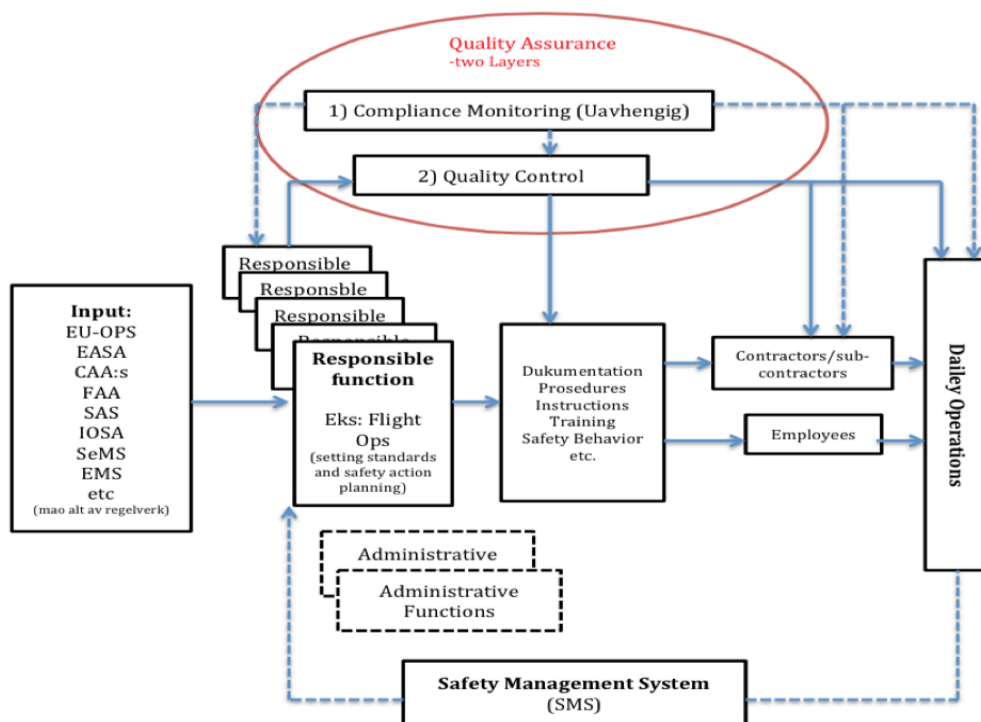 Quality Assurance
-two Layers
1) Compliance Monitoring (Uavhengig)
2) Quality Control
Responsible
Responsble
Responsible
Responsible
Input:
EU-OPS
EASA
CAA:s
FAA
SAS
IOSA
SeMS
EMS
etc
(mao alt av regelverk)
Responsible
function
Eks: Flight
Ops
(setting standards
and safety action
planning)
Dukumentation
Prosedures
Instructions
Training
Safety Behavior
etc.
Contractors/sub-
contractors
Employees
Dailey Operations
Administrative
Administrative
Functions
Safety Management System
(SMS)